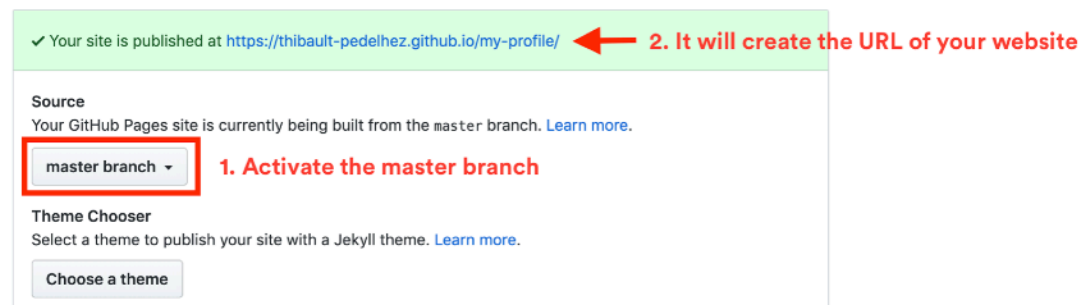 ✓ Your site is published at https://thibault-pedelhez.github.io/my-profile/ 2. It will create the URL of your website
Source
Your GitHub Pages site is currently being built from the master branch. Learn more.
master branch 1. Activate the master branch
Theme Chooser
Select a theme to publish your site with a Jekyll theme. Learn more.
Choose a theme